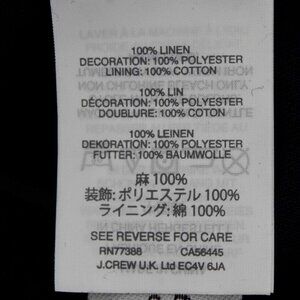 100% LINEN
DECORATION: 100% POLYESTER
LINING: 100% COTTON
100% LIN
DÉCORATION: 100% POLYESTER
DOUBLURE: 100% COTON
100% LEINEN
DEKORATION: 100% POLYESTER
FUTTER: 100% BAUMWOLLE
麻 100%
装飾: ポリエステル 100%
ライニング: 綿 100%
SEE REVERSE FOR CARE
RN77388 CA56445
J.CREW U.K. Ltd EC4V 6JA